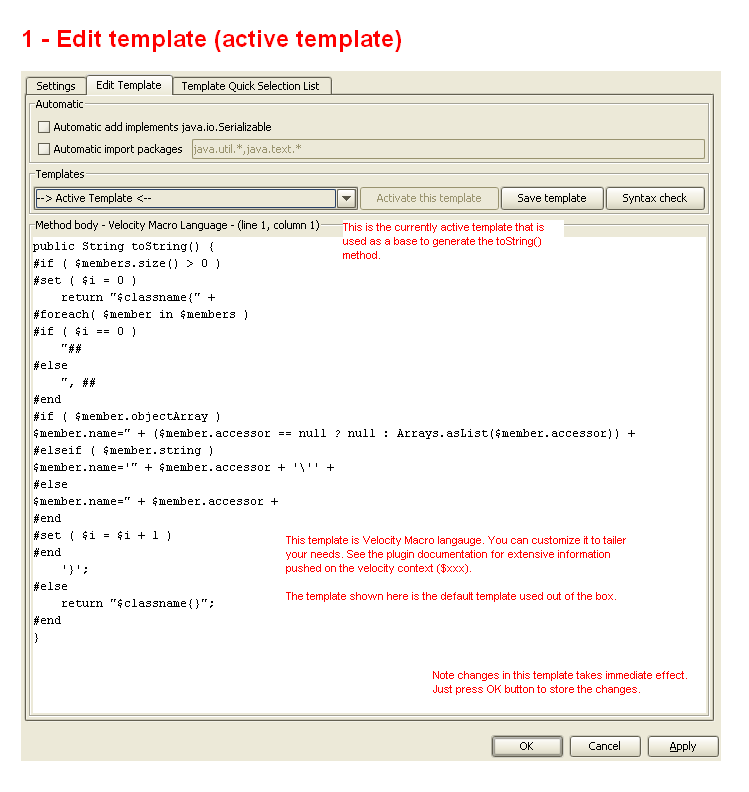 1 - Edit template (active template)
Settings
Edit Template
Template Quick Selection List
Automatic
Automatic add implements java.io.Serializable
Automatic import packages
java.util.*,java.text.*
Templates
--> Active Template <--
Activate this template
Save template
Syntax check
Method body - Velocity Macro Language - (line 1, column 1)
This is the currently active template that is
used as a base to generate the toString()
method.
public String toString() {
#if ( $members.size() > 0 )
#set ( $i = 0 )
    return "$classname{" +
#foreach( $member in $members )
#if ( $i == 0 )
    "##
#else
    ", ##
#end
#if ( $member.objectArray )
$member.name=" + ($member.accessor == null ? null : Arrays.asList($member.accessor)) +
#elseif ( $member.string )
$member.name='" + $member.accessor + '\'' +
#else
$member.name=" + $member.accessor +
#end
#set ( $i = $i + 1 )
#end
    '}';
#else
    return "$classname{}";
#end
}
This template is Velocity Macro langauge. You can customize it to tailer
your needs. See the plugin documentation for extensive information
pushed on the velocity context ($xxx).
The template shown here is the default template used out of the box.
Note changes in this template takes immediate effect.
Just press OK button to store the changes.
OK
Cancel
Apply